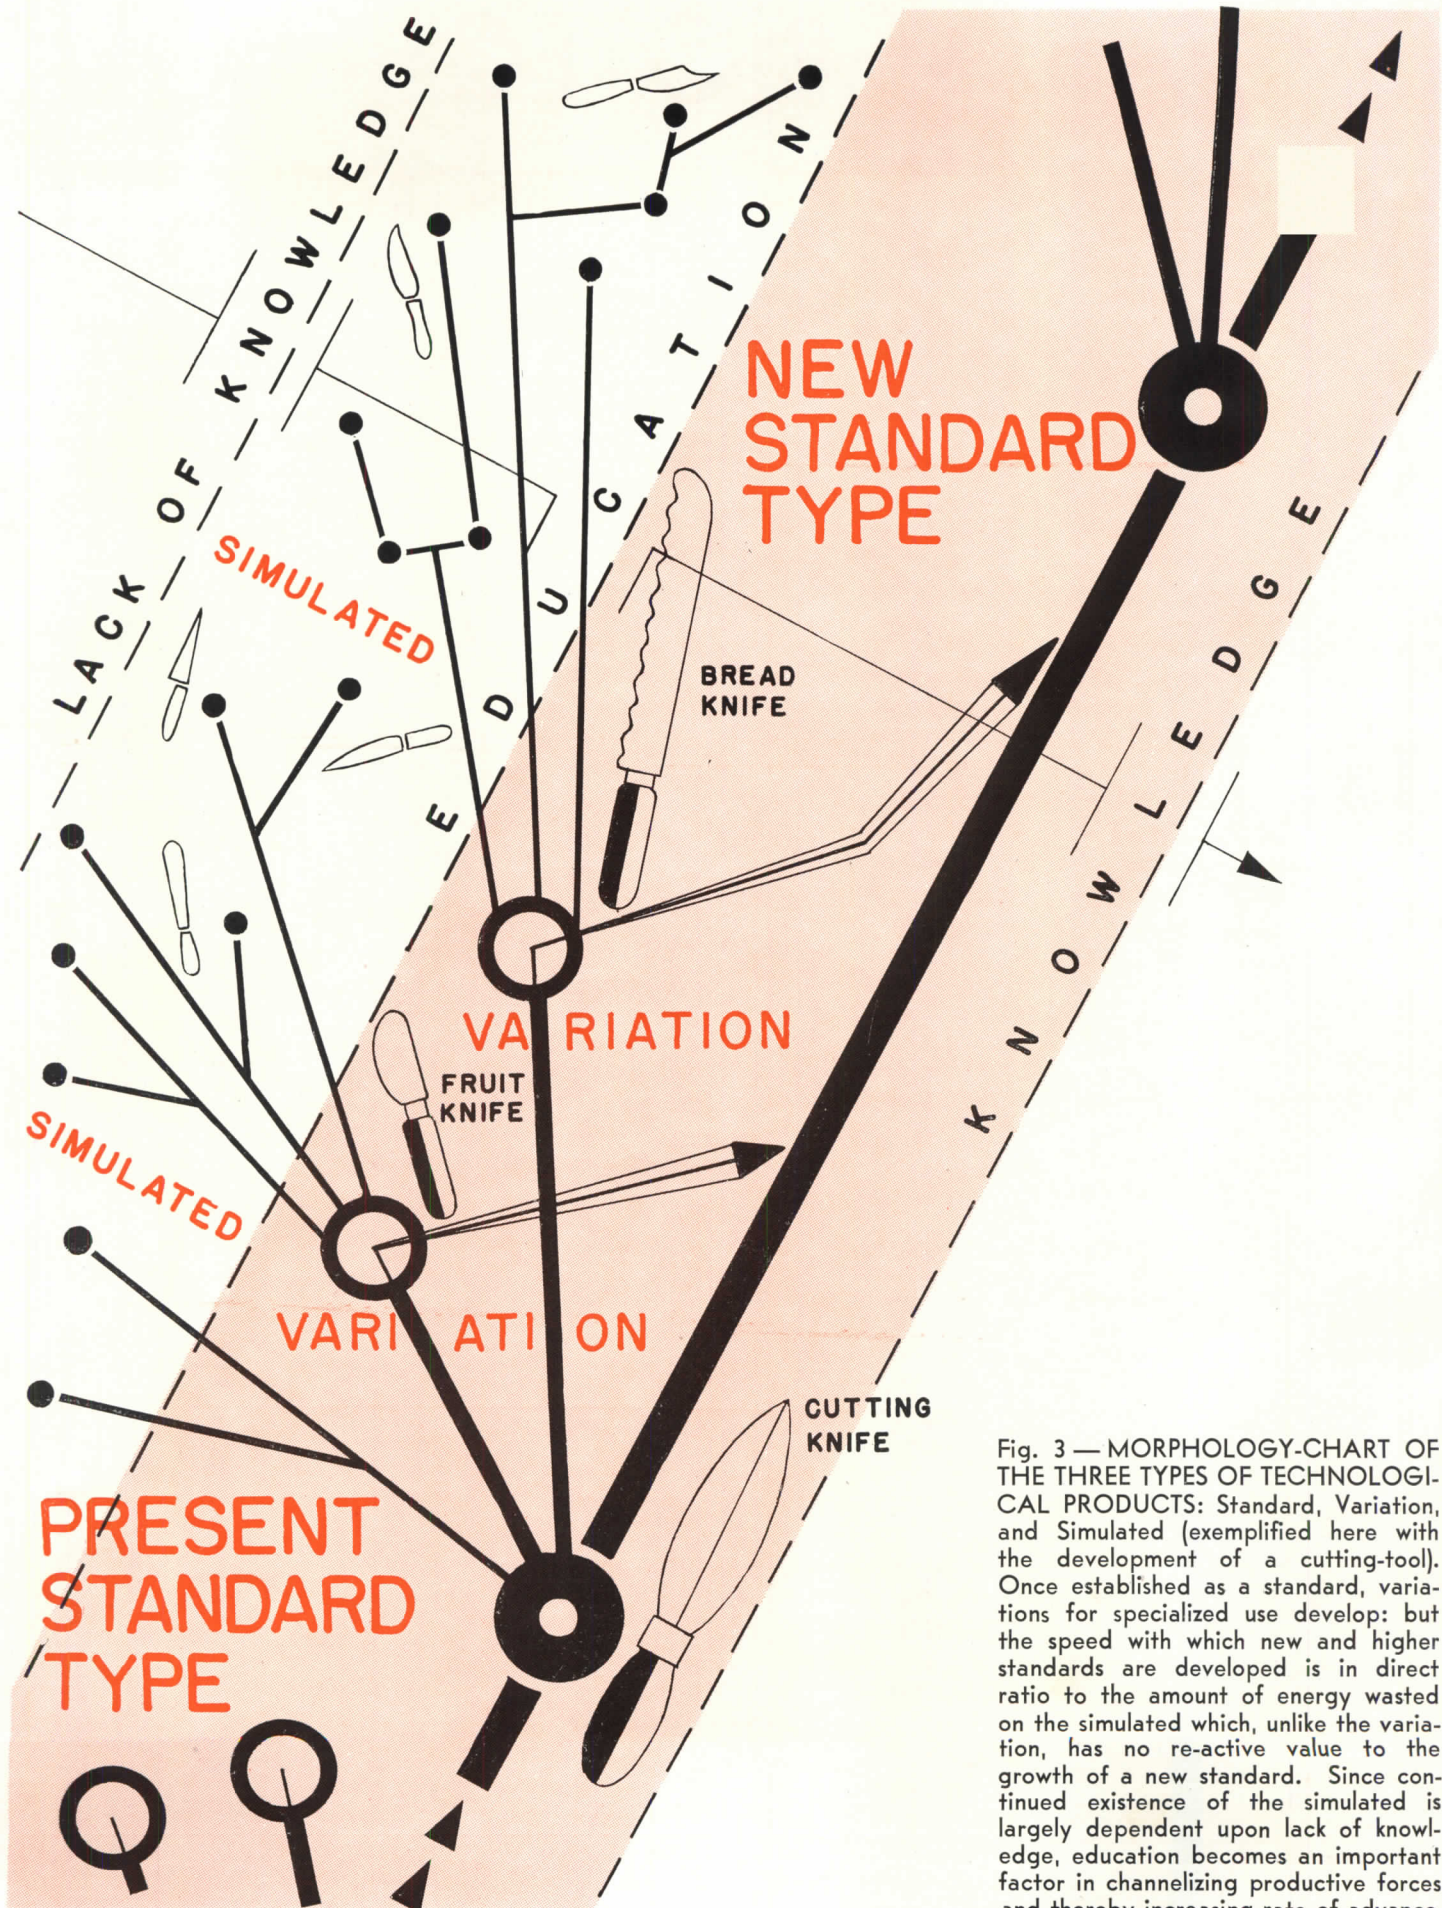 LACK OF KNOWLEDGE
EDUCATION
NEW
STANDARD
TYPE
SIMULATED
BREAD
KNIFE
KNOWLEDGE
VARIATION
FRUIT
KNIFE
SIMULATED
VARIATION
CUTTING
KNIFE
PRESENT
STANDARD
TYPE
Fig. 3 — MORPHOLOGY-CHART OF
THE THREE TYPES OF TECHNOLOGI-
CAL PRODUCTS: Standard, Variation,
and Simulated (exemplified here with
the development of a cutting-tool).
Once established as a standard, varia-
tions for specialized use develop: but
the speed with which new and higher
standards are developed is in direct
ratio to the amount of energy wasted
on the simulated which, unlike the varia-
tion, has no re-active value to the
growth of a new standard. Since con-
tinued existence of the simulated is
largely dependent upon lack of knowl-
edge, education becomes an important
factor in channelizing productive forces
and thereby increasing rate of advance-